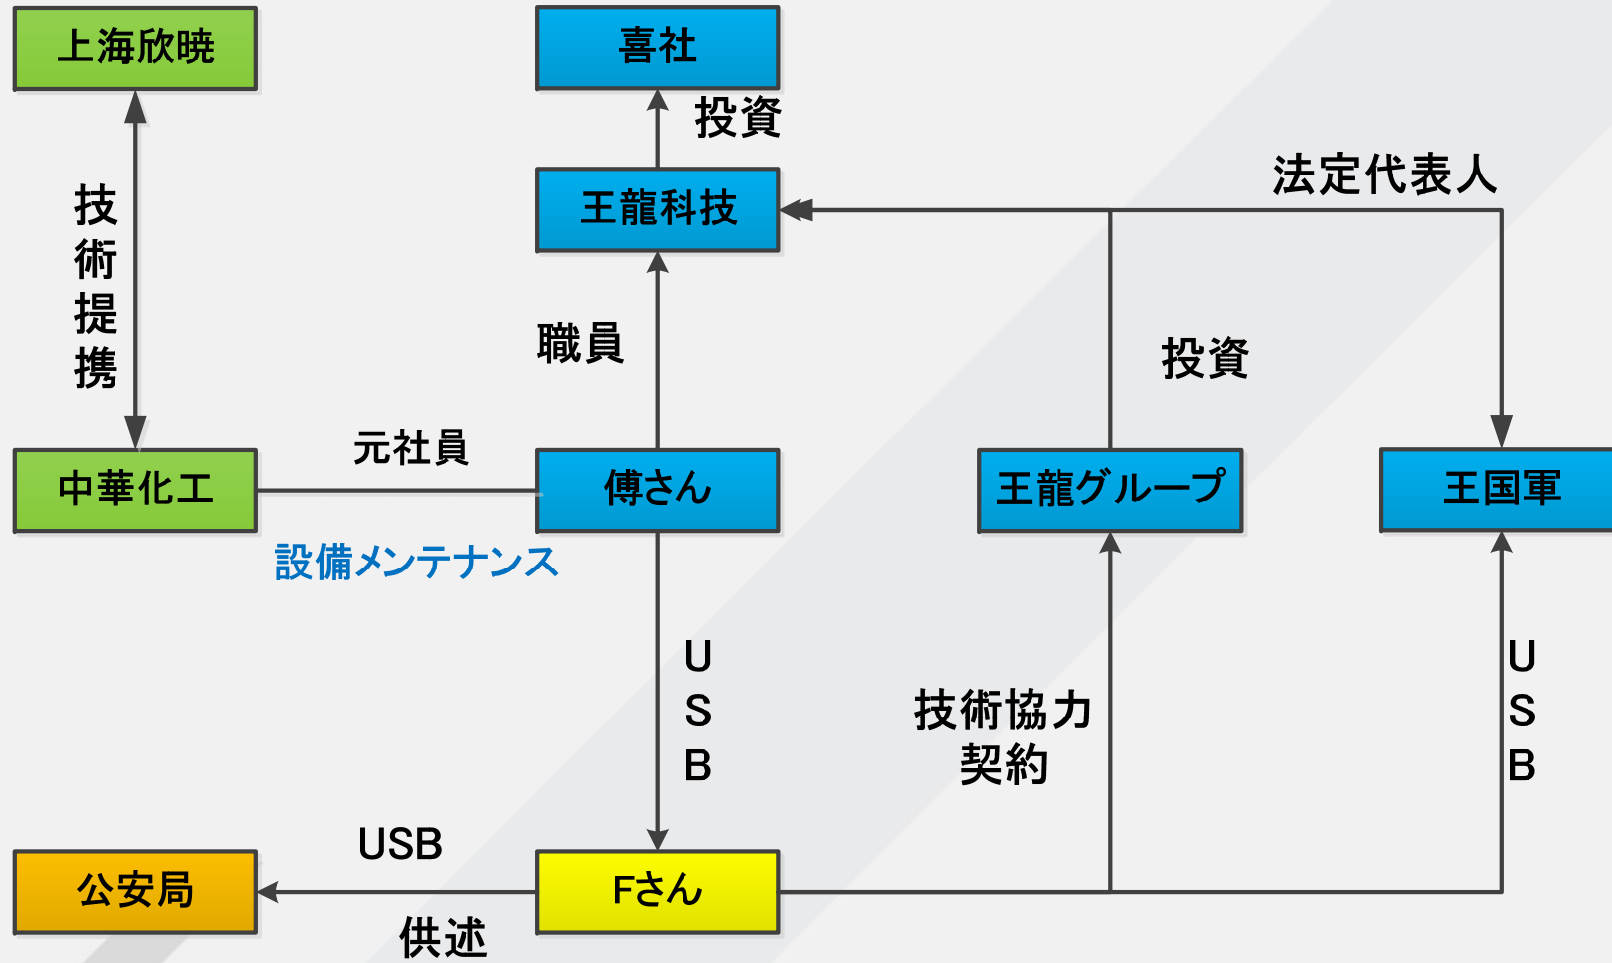 上海欣暁
喜社
投資
法定代表人
王龍科技
技術提携
職員
投資
元社員
中華化工
傅さん
王龍グループ
王国軍
設備メンテナンス
USB
USB
技術協力
契約
USB
公安局
Fさん
供述